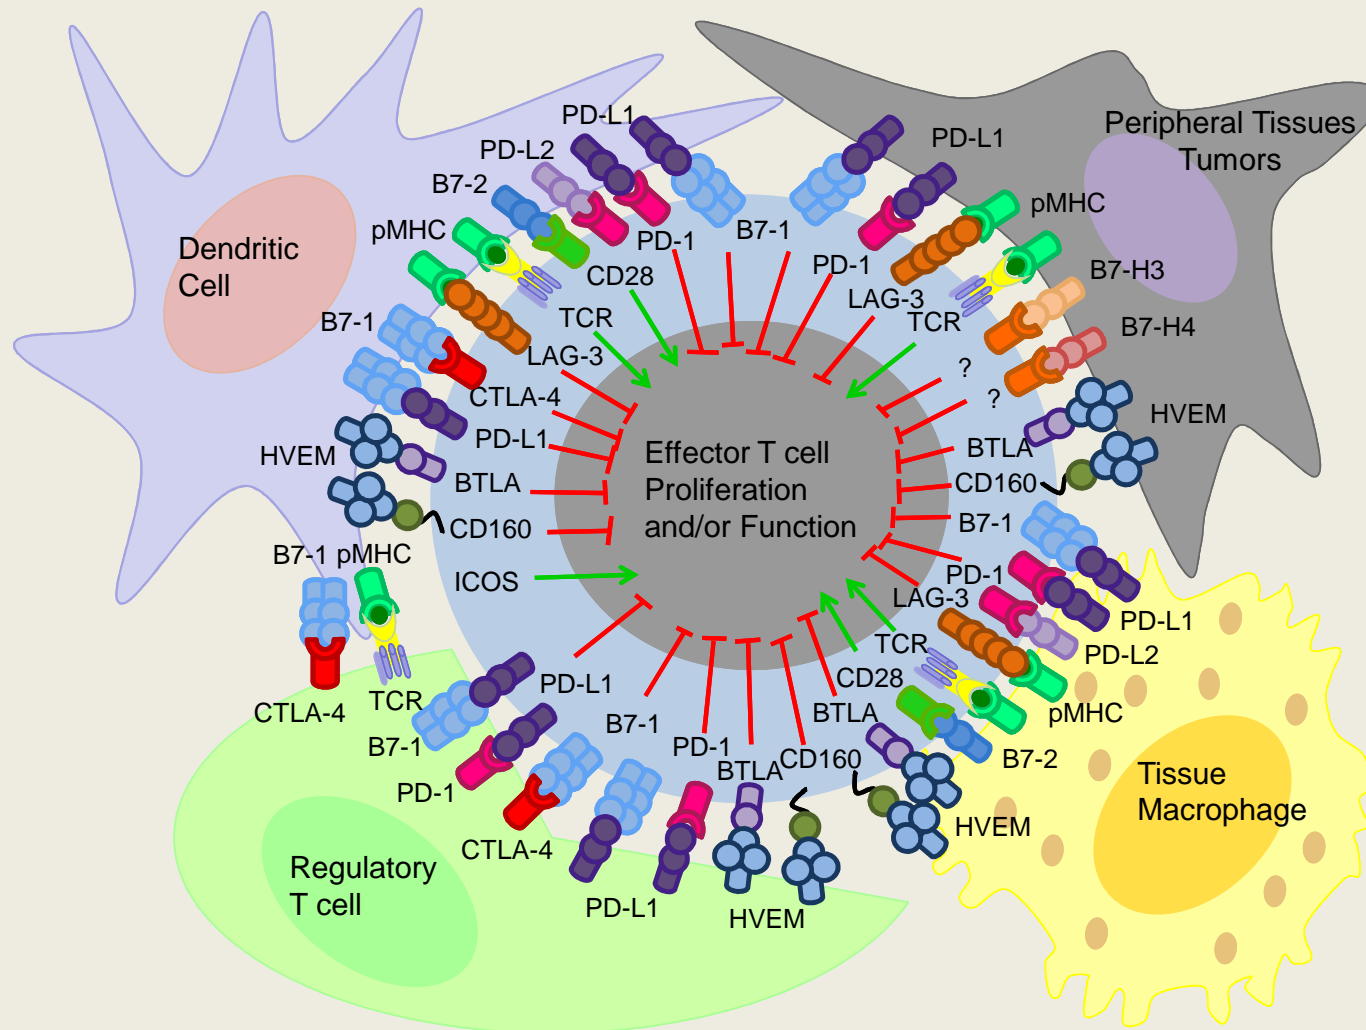 PD-L1
PD-L2
B7-2
pMHC
Dendritic
Cell
B7-1
HVEM
PD-1
B7-1
CD28
TCR
LAG-3
CTLA-4
PD-L1
BTLA
CD160
ICOS
B7-1
pMHC
CTLA-4
TCR
Peripheral Tissues
Tumors
PD-L1
pMHC
B7-H3
B7-H4
HVEM
PD-1
LAG-3
TCR
?
?
BTLA
CD160
B7-1
PD-1
LAG-3
TCR
CD28
BTLA
Effector T cell
Proliferation
and/or Function
PD-L1
PD-L2
pMHC
B7-2
HVEM
Tissue
Macrophage
PD-L1
B7-1
PD-1
BTLA
CD160
B7-1
PD-1
CTLA-4
PD-L1
HVEM
Regulatory
T cell